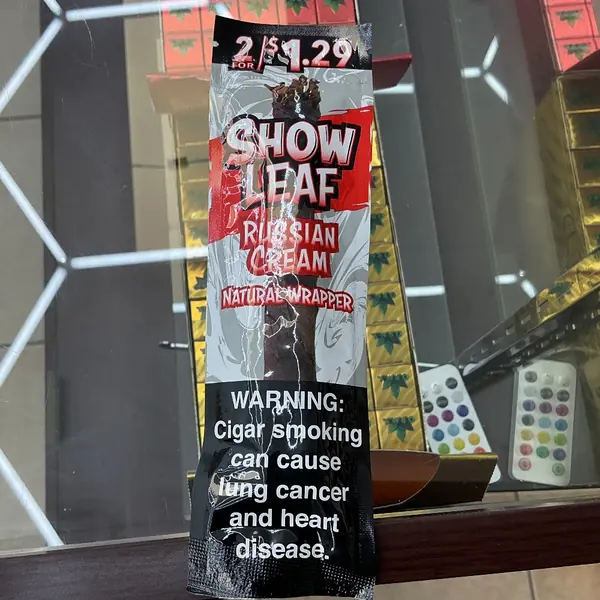 2 FOR /$1.29
SHOW
LEAF
RUSSIAN
CREAM
NATURAL WRAPPER
WARNING:
Cigar smoking
can cause
lung cancer
and heart
disease.